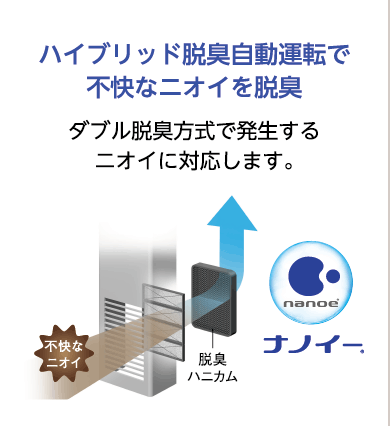 ハイブリッド脱臭自動運転で
不快なニオイを脱臭
ダブル脱臭方式で発生する
ニオイに対応します。
nanoe
ナノイー
不快な
ニオイ
脱臭
ハニカム